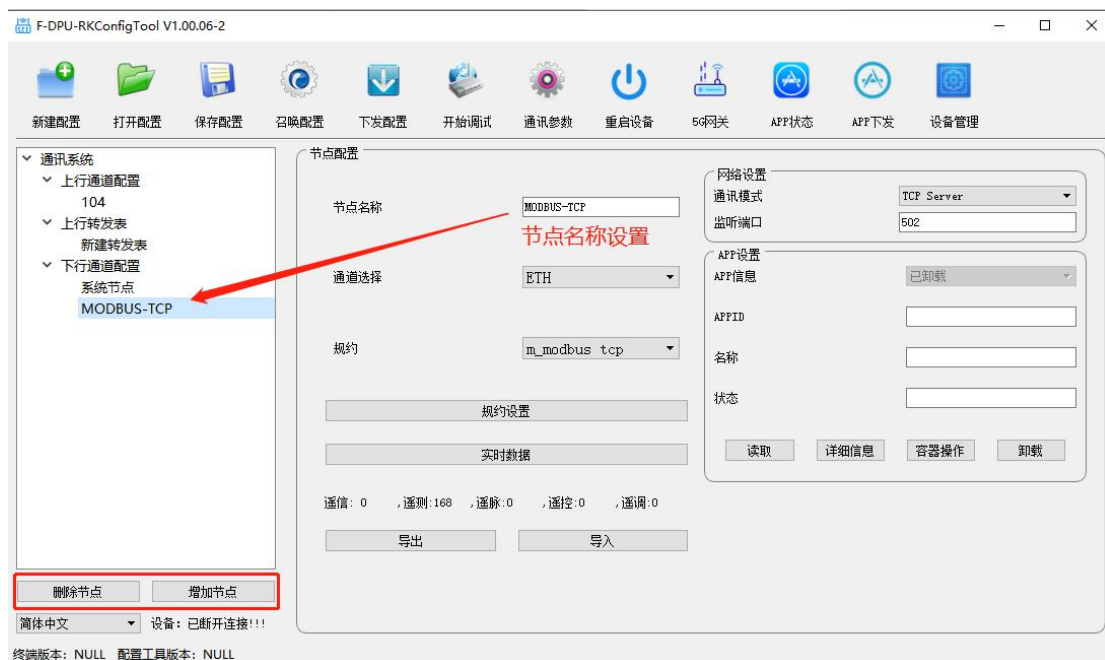 F-DPU-RKConfigTool V1.00.06-2
新建配置 打开配置 保存配置 召唤配置 下发配置 开始调试 通讯参数 重启设备 5G网关 APP状态 APP下发 设备管理
通讯系统
上行通道配置
104
上行转发表
新建转发表
下行通道配置
系统节点
MODBUS-TCP
删除节点 增加节点
简体中文 设备：已断开连接!!!
终端版本：NULL 配置工具版本：NULL
节点配置
节点名称 MODBUS-TCP
节点名称设置
通道选择 ETH
规约 m_modbus tcp
规约设置
实时数据
遥信: 0 ,遥测:168 ,遥脉:0 ,遥控:0 ,遥调:0
导出 导入
网络设置
通讯模式 TCP Server
监听端口 502
APP设置
APP信息 已卸载
APPID
名称
状态
读取 详细信息 容器操作 卸载